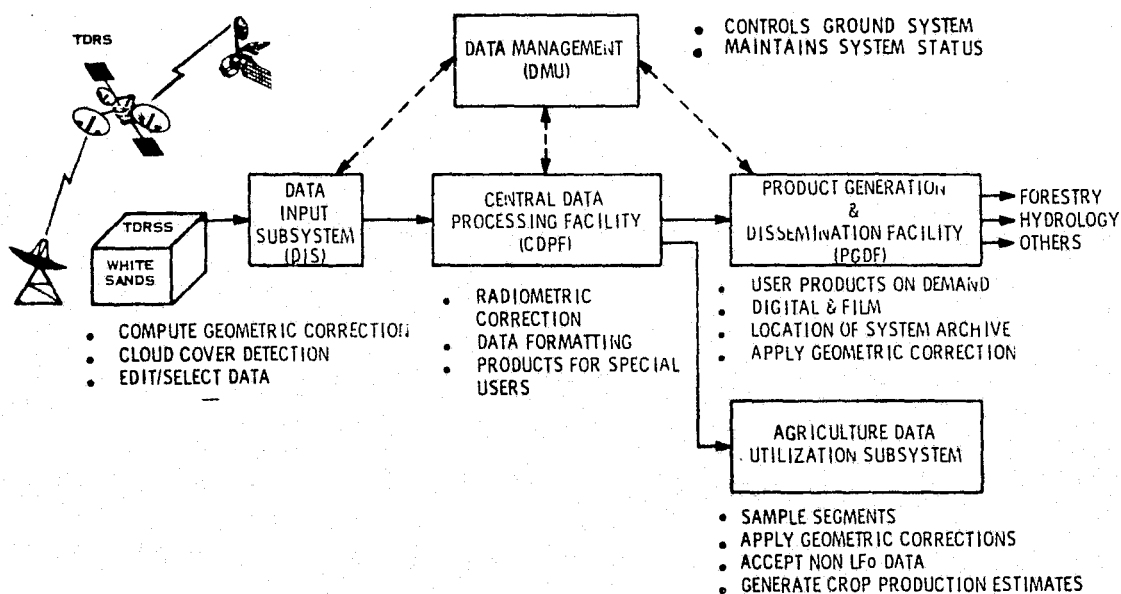 TDRS
DATA MANAGEMENT
(DMU)
• CONTROLS GROUND SYSTEM
• MAINTAINS SYSTEM STATUS
TDRSS
WHITE
SANDS
DATA
INPUT
SUBSYSTEM
(DIS)
CENTRAL DATA
PROCESSING FACILITY
(CDPF)
PRODUCT GENERATION
&
DISSEMINATION FACILITY
(PGDF)
FORESTRY
HYDROLOGY
OTHERS
• COMPUTE GEOMETRIC CORRECTION
• CLOUD COVER DETECTION
• EDIT/SELECT DATA
• RADIOMETRIC
CORRECTION
• DATA FORMATTING
• PRODUCTS FOR SPECIAL
USERS
• USER PRODUCTS ON DEMAND
• DIGITAL & FILM
• LOCATION OF SYSTEM ARCHIVE
• APPLY GEOMETRIC CORRECTION
AGRICULTURE DATA
UTILIZATION SUBSYSTEM
• SAMPLE SEGMENTS
• APPLY GEOMETRIC CORRECTIONS
• ACCEPT NON LFo DATA
• GENERATE CROP PRODUCTION ESTIMATES